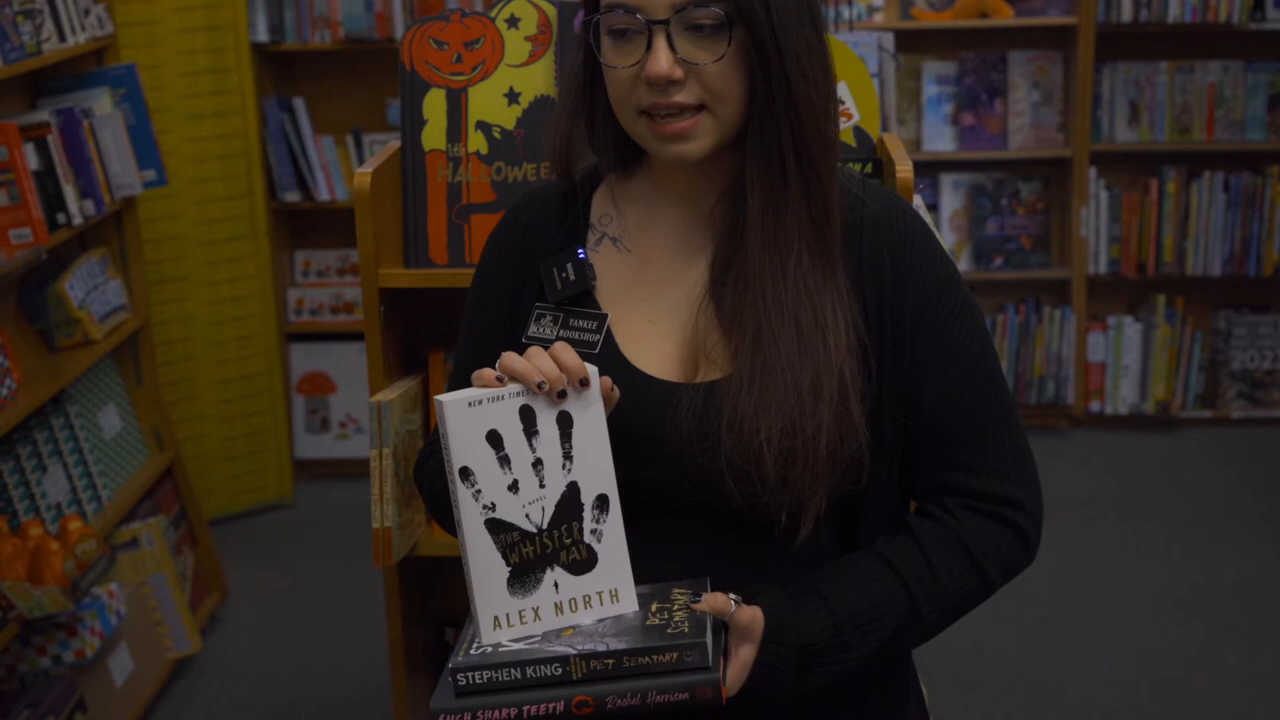 HALLOWEEN
YANKEE
BOOKSHOP
BOOKS
NEW YORK TIMES
A NOVEL
THE
WHISPER
MAN
ALEX NORTH
PET
SEMATARY
STEPHEN KING
PET SEMATARY
SUCH SHARP TEETH
Rachel Harrison